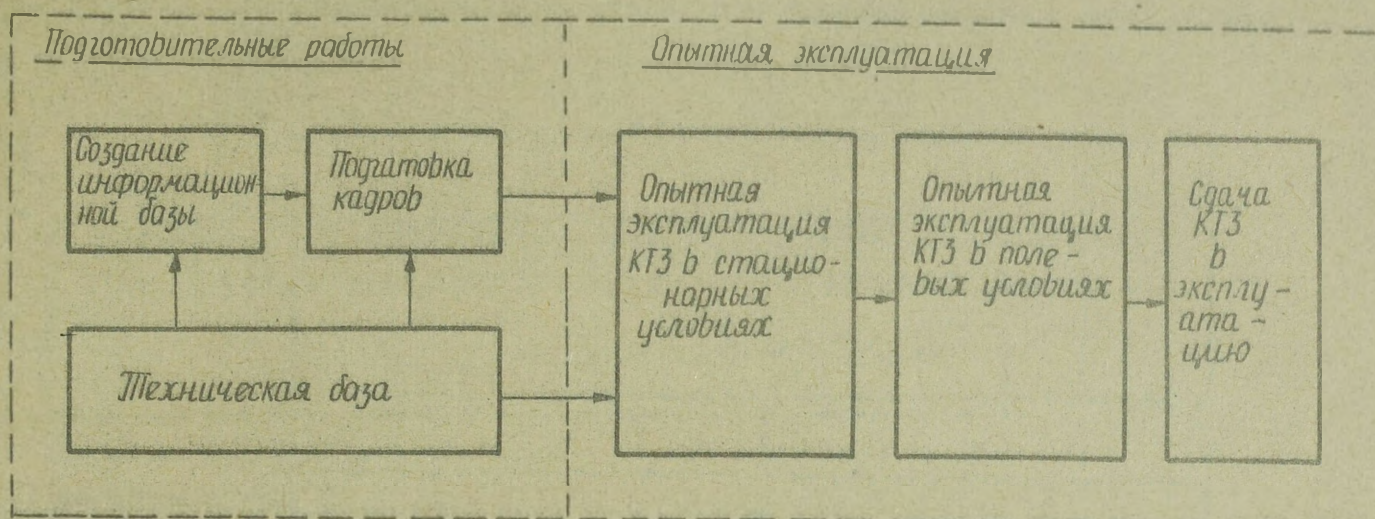 Подготовительные работы
Опытная эксплуатация
Создание
информацион-
ной базы
Подгатовка
кадров
Техническая база
Опытная
эксплуатация
КТЗ в стацио-
нарных
условиях
Опытная
эксплуатация
КТЗ в поле-
вых условиях
Сдача
КТЗ
в
эксплу-
ата-
цию